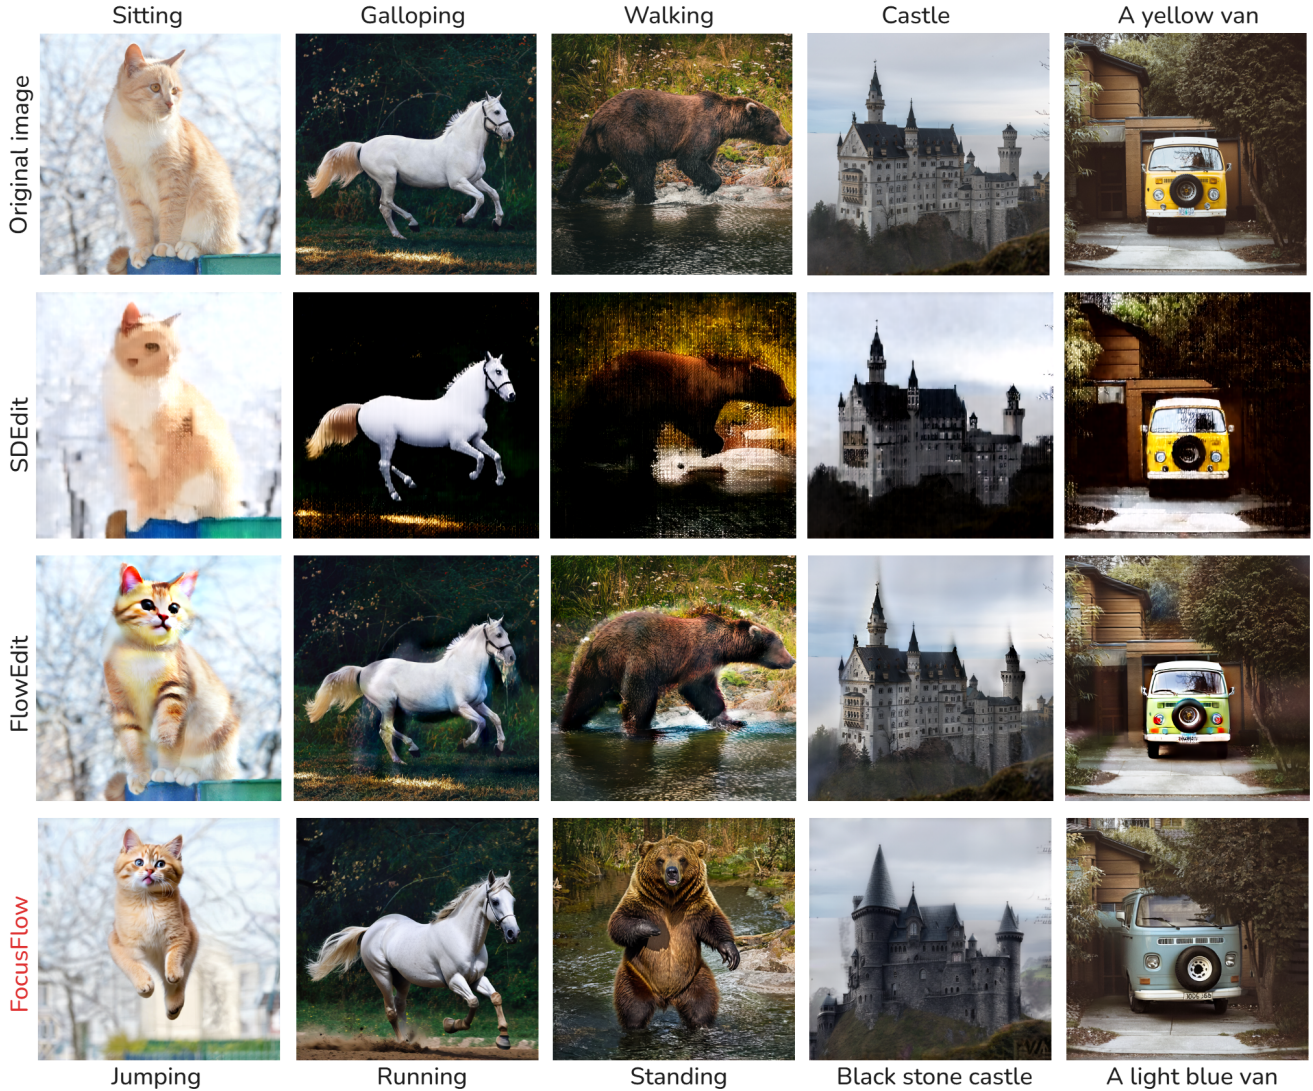 Sitting
Galloping
Walking
Castle
A yellow van
Original image
SDEdit
FlowEdit
FocusFlow
Jumping
Running
Standing
Black stone castle
A light blue van